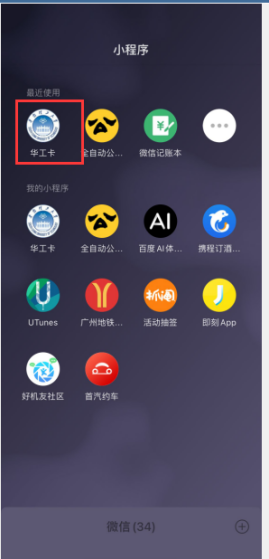 小程序
最近使用
华工卡 全自动公... 微信记账本
我的小程序
AI
华工卡 全自动公... 百度AI体... 携程订酒...
抓阄
UTunes 广州地铁... 活动抽签 即刻App
好机友社区 首汽约车
微信 (34)